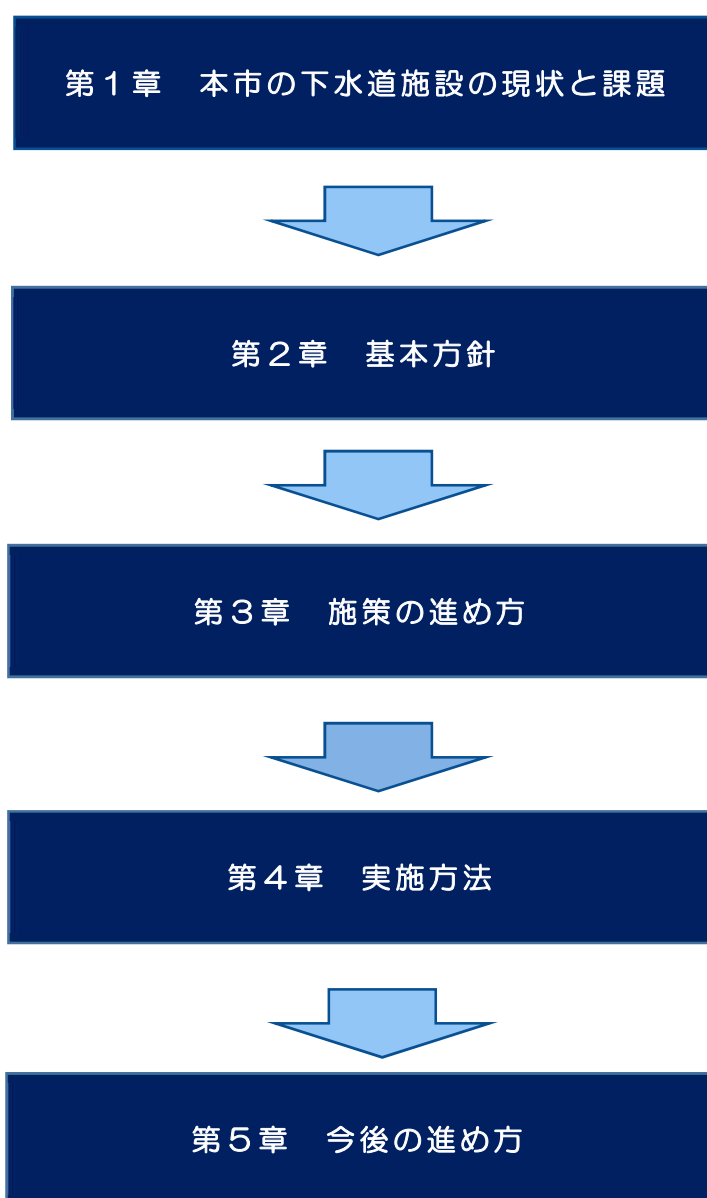 第１章　本市の下水道施設の現状と課題
第２章　基本方針
第３章　施策の進め方
第４章　実施方法
第５章　今後の進め方